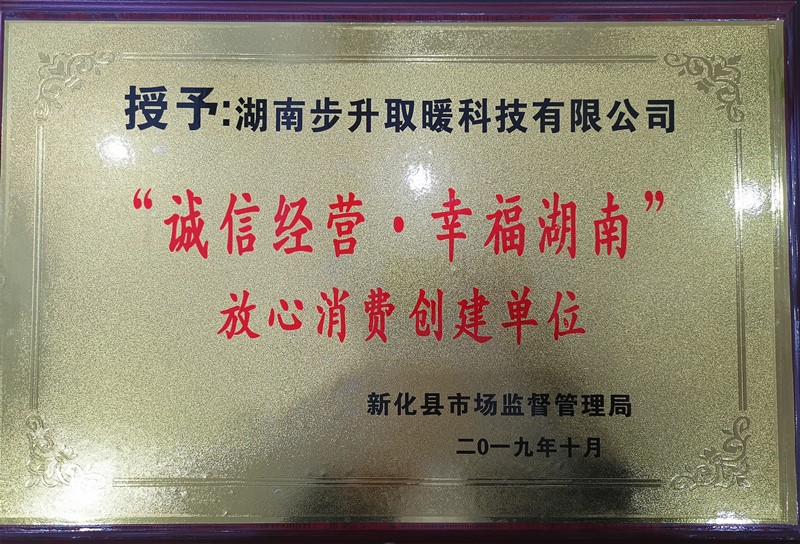 授予:湖南步升取暖科技有限公司
“诚信经营·幸福湖南”
放心消费创建单位
新化县市场监督管理局
二0一九年十月